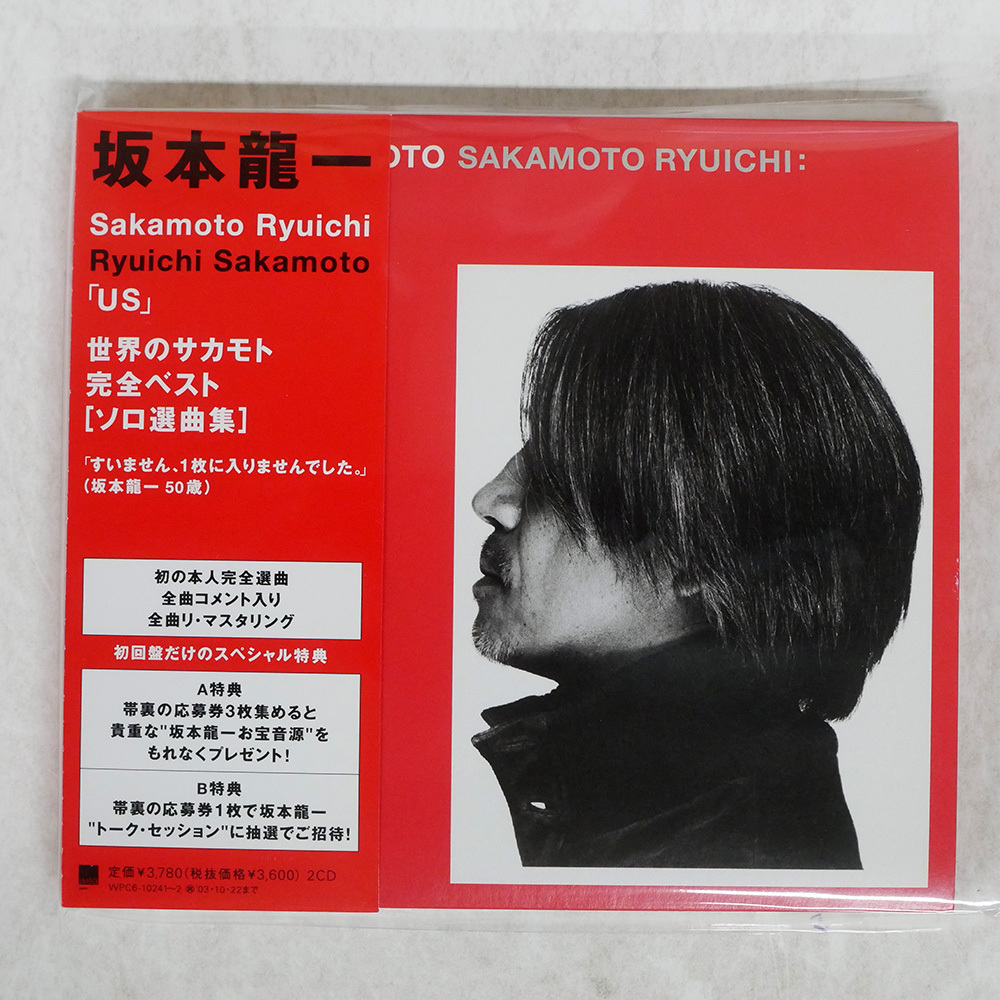 坂本龍一
Sakamoto Ryuichi
Ryuichi Sakamoto
「US」
世界のサカモト
完全ベスト
[ソロ選曲集]
「すいません、1枚に入りませんでした。」
(坂本龍一 50歳)
初の本人完全選曲
全曲コメント入り
全曲リ・マスタリング
初回盤だけのスペシャル特典
A特典
帯裏の応募券3枚集めると
貴重な"坂本龍一お宝音源"を
もれなくプレゼント!
B特典
帯裏の応募券1枚で坂本龍一
"トーク・セッション"に抽選でご招待!
定価¥3,780(税抜価格¥3,600) 2CD
WPC6-10241〜2 '03・10・22まで
OTO SAKAMOTO RYUICHI: